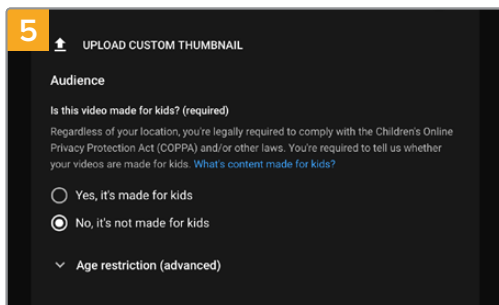 5
UPLOAD CUSTOM THUMBNAIL
Audience
Is this video made for kids? (required)
Regardless of your location, you're legally required to comply with the Children's Online
Privacy Protection Act (COPPA) and/or other laws. You're required to tell us whether
your videos are made for kids. What's content made for kids?
Yes, it's made for kids
No, it's not made for kids
Age restriction (advanced)